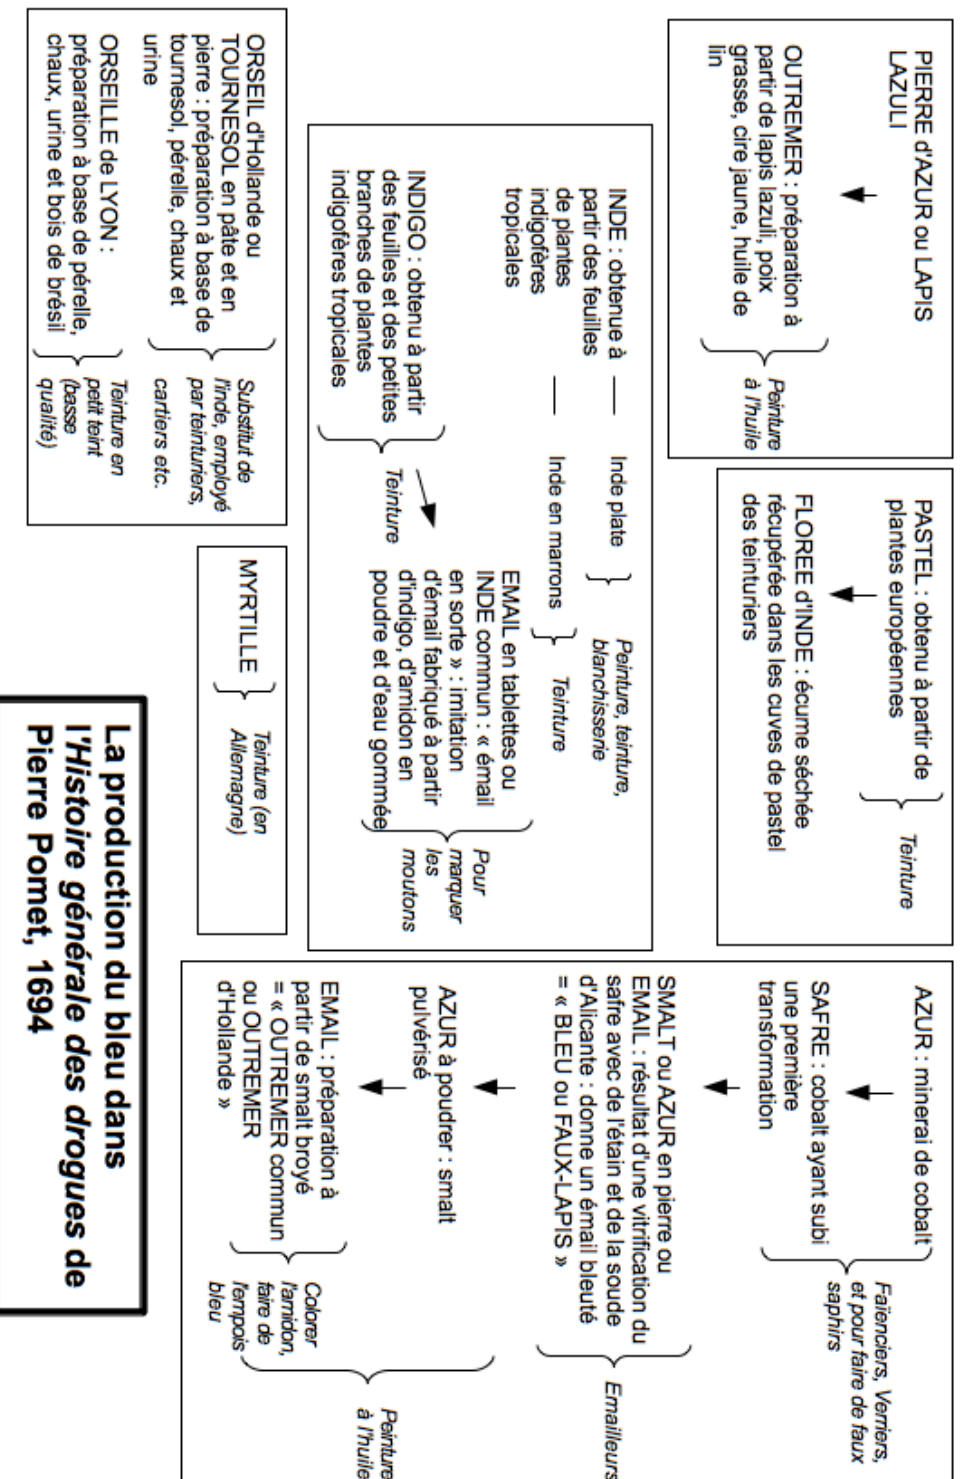 PIERRE d'AZUR ou LAPIS
LAZULI
OUTREMER : préparation à
partir de lapis lazuli, poix
grasse, cire jaune, huile de
lin
Peinture
à l'huile
PASTEL : obtenu à partir de
plantes européennes
FLOREE d'INDE : écume séchée
récupérée dans les cuves de pastel
des teinturiers
Teinture
AZUR : minerai de cobalt
SAFRE : cobalt ayant subi
une première
transformation
Faïenciers, Verriers,
et pour faire de faux
saphirs
SMALT ou AZUR en pierre ou
EMAIL : résultat d'une vitrification du
safre avec de l'étain et de la soude
d'Alicante : donne un émail bleuté
= « BLEU ou FAUX-LAPIS »
Emailleurs
AZUR à poudrer : smalt
pulvérisé
EMAIL : préparation à
partir de smalt broyé
= « OUTREMER commun
ou OUTREMER
d'Hollande »
Colorer
l'amidon,
faire de
l'empois
bleu
Peinture
à l'huile
INDE : obtenue à
partir des feuilles
de plantes
indigofères
tropicales
Inde plate
Peinture, teinture,
blanchisserie
Inde en marrons
Teinture
INDIGO : obtenu à partir
des feuilles et des petites
branches de plantes
indigofères tropicales
Teinture
EMAIL en tablettes ou
INDE commun : « émail
en sorte » : imitation
d'émail fabriqué à partir
d'indigo, d'amidon en
poudre et d'eau gommée
Pour
marquer
les
moutons
ORSEIL d'Hollande ou
TOURNESOL en pâte et en
pierre : préparation à base de
tournesol, pérelle, chaux et
urine
Substitut de
l'inde, employé
par teinturiers,
cartiers etc.
ORSEILLE de LYON :
préparation à base de pérelle,
chaux, urine et bois de brésil
Teinture en
petit teint
(basse
qualité)
MYRTILLE
Teinture (en
Allemagne)
La production du bleu dans
l'Histoire générale des drogues de
Pierre Pomet, 1694